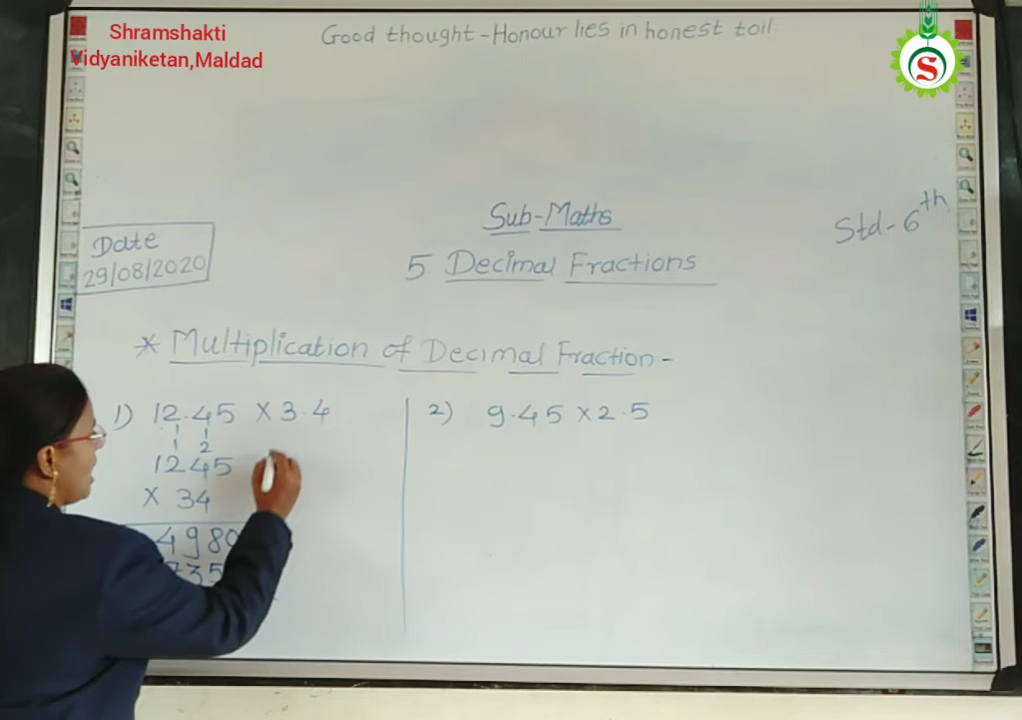 Shramshakti
Vidyaniketan,Maldad
Good thought-Honour lies in honest toil.
S
Sub-Maths
Std-6th
Date
29/08/2020
5 Decimal Fractions
* Multiplication of Decimal Fraction-
1) 12.45 X 3.4
1 1
1 2
1245
X 34
4980
735
2) 9.45 X 2.5